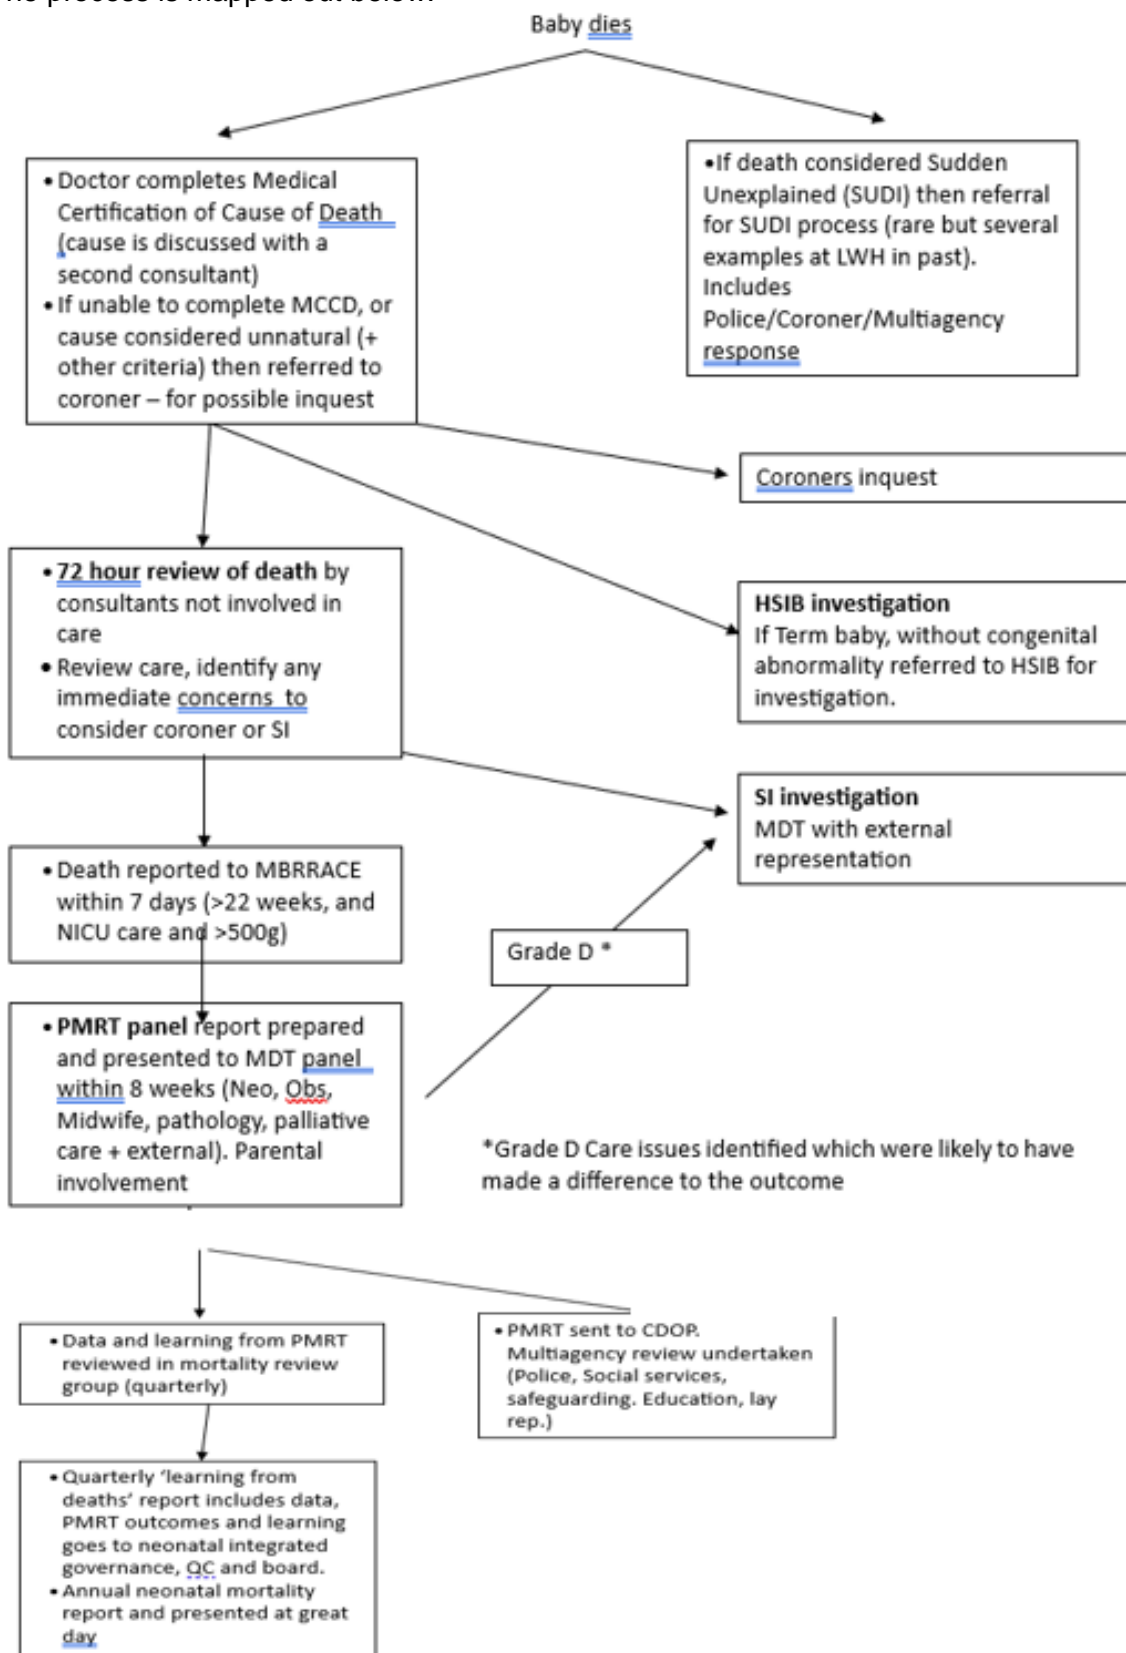 process is mapped out below.
Baby dies
•Doctor completes Medical
Certification of Cause of Death
(cause is discussed with a
second consultant)
•If unable to complete MCCD, or
cause considered unnatural (+
other criteria) then referred to
coroner – for possible inquest
•If death considered Sudden
Unexplained (SUDI) then referral
for SUDI process (rare but several
examples at LWH in past).
Includes
Police/Coroner/Multiagency
response
Coroners inquest
•72 hour review of death by
consultants not involved in
care
•Review care, identify any
immediate concerns to
consider coroner or SI
HSIB investigation
If Term baby, without congenital
abnormality referred to HSIB for
investigation.
SI investigation
MDT with external
representation
•Death reported to MBRRACE
within 7 days (>22 weeks, and
NICU care and >500g)
Grade D *
•PMRT panel report prepared
and presented to MDT panel
within 8 weeks (Neo, Obs,
Midwife, pathology, palliative
care + external). Parental
involvement
*Grade D Care issues identified which were likely to have
made a difference to the outcome
•Data and learning from PMRT
reviewed in mortality review
group (quarterly)
•PMRT sent to CDOP.
Multiagency review undertaken
(Police, Social services,
safeguarding. Education, lay
rep.)
•Quarterly ‘learning from
deaths’ report includes data,
PMRT outcomes and learning
goes to neonatal integrated
governance, QC and board.
•Annual neonatal mortality
report and presented at great
day